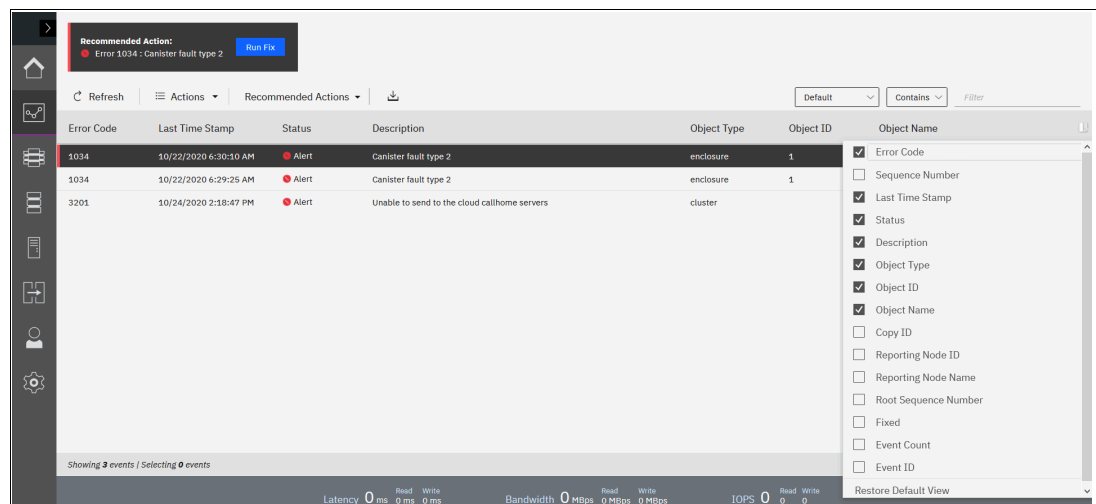 Recommended Action:
Error 1034 : Canister fault type 2
Run Fix
Refresh
Actions
Recommended Actions
Default
Contains
Filter
Error Code Last Time Stamp Status Description Object Type Object ID Object Name
1034 10/22/2020 6:30:10 AM Alert Canister fault type 2 enclosure 1
1034 10/22/2020 6:29:25 AM Alert Canister fault type 2 enclosure 1
3201 10/24/2020 2:18:47 PM Alert Unable to send to the cloud callhome servers cluster
Error Code
Sequence Number
Last Time Stamp
Status
Description
Object Type
Object ID
Object Name
Copy ID
Reporting Node ID
Reporting Node Name
Root Sequence Number
Fixed
Event Count
Event ID
Restore Default View
Showing 3 events | Selecting 0 events
Latency 0 ms Read 0 ms Write 0 ms
Bandwidth 0 MBps Read 0 MBps Write 0 MBps
IOPS 0 Read 0 Write 0